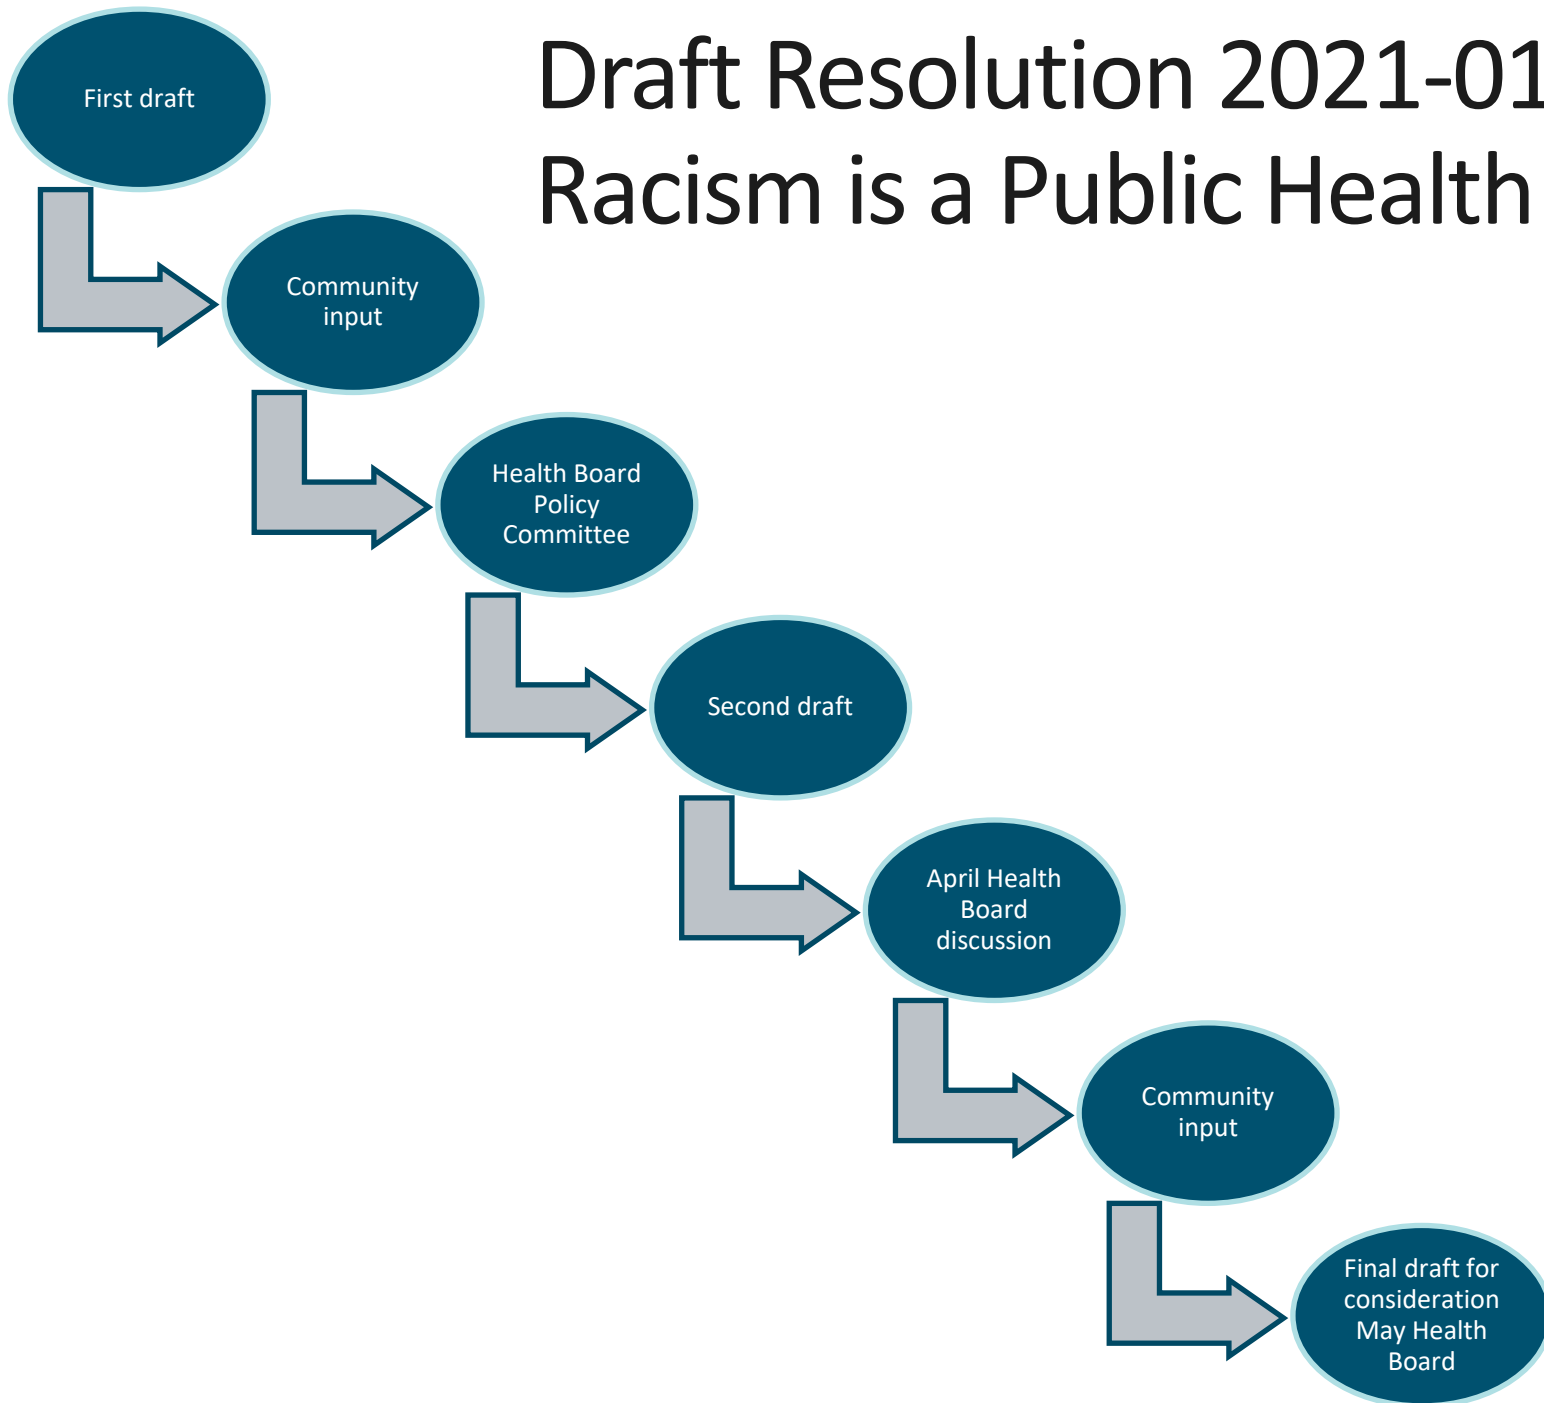 Draft Resolution 2021-01
Racism is a Public Health
First draft
Community
input
Health Board
Policy
Committee
Second draft
April Health
Board
discussion
Community
input
Final draft for
consideration
May Health
Board